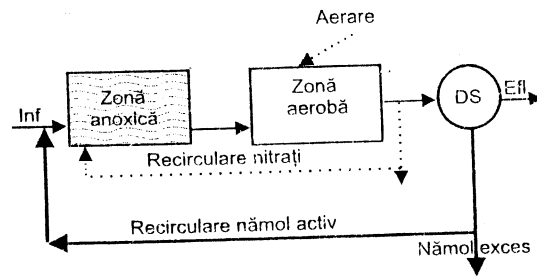 Aerare
Inf
Zonă
anoxică
Zonă
aerobă
DS
Efl
Recirculare nitrați
Recirculare nămol activ
Nămol exces